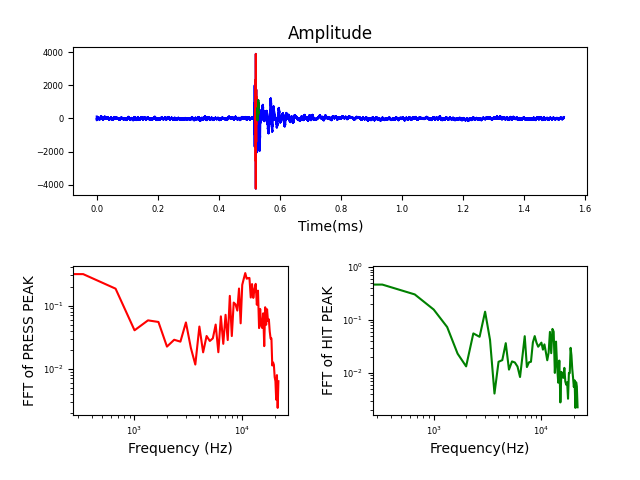 Amplitude
4000
2000
0
−2000
−4000
0.0 0.2 0.4 0.6 0.8 1.0 1.2 1.4 1.6
Time(ms)
FFT of PRESS PEAK
10⁻¹
10⁻²
10³ 10⁴
Frequency (Hz)
FFT of HIT PEAK
10⁰
10⁻¹
10⁻²
10³ 10⁴
Frequency(Hz)